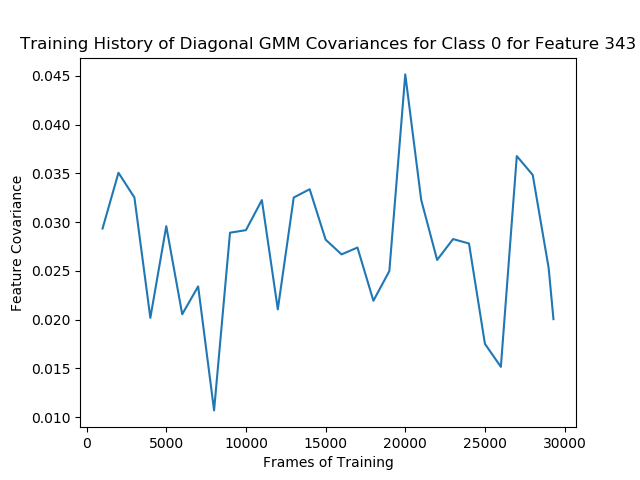 Training History of Diagonal GMM Covariances for Class 0 for Feature 343
0.045
0.040
0.035
0.030
0.025
0.020
0.015
0.010
Feature Covariance
0 5000 10000 15000 20000 25000 30000
Frames of Training